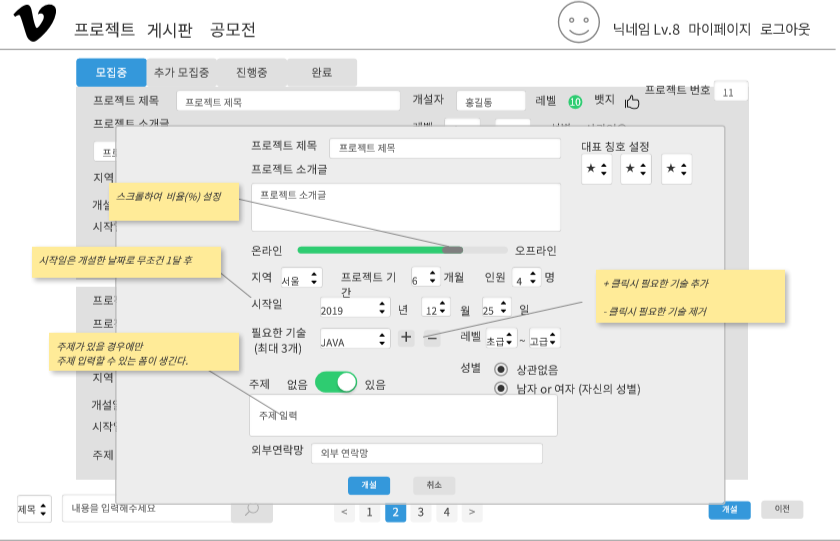 프로젝트 게시판 공모전
닉네임 Lv.8 마이페이지 로그아웃
모집중 추가 모집중 진행중 완료
프로젝트 제목 프로젝트 제목 개설자 홍길동 레벨 10 뱃지 프로젝트 번호 11
프로젝트 소개글
프로젝트 제목 프로젝트 제목 대표 칭호 설정
프로젝트 소개글
★ ★ ★
프로젝트 소개글
지역
스크롤하여 비율(%) 설정
시작
온라인 오프라인
시작일은 개설한 날짜로 무조건 1달 후
지역 서울 프로젝트 기간 6 개월 인원 4 명
+ 클릭시 필요한 기술 추가
- 클릭시 필요한 기술 제거
시작일 2019 년 12 월 25 일
필요한 기술
(최대 3개)
JAVA + - 레벨 초급 ~ 고급
주제가 있을 경우에만
주제 입력할 수 있는 폼이 생긴다.
성별 상관없음
남자 or 여자 (자신의 성별)
지역
주제 없음 있음
개설
주제 입력
시작
주제
외부연락망 외부 연락망
개설 취소
제목 내용을 입력해주세요 < 1 2 3 4 > 개설 이전